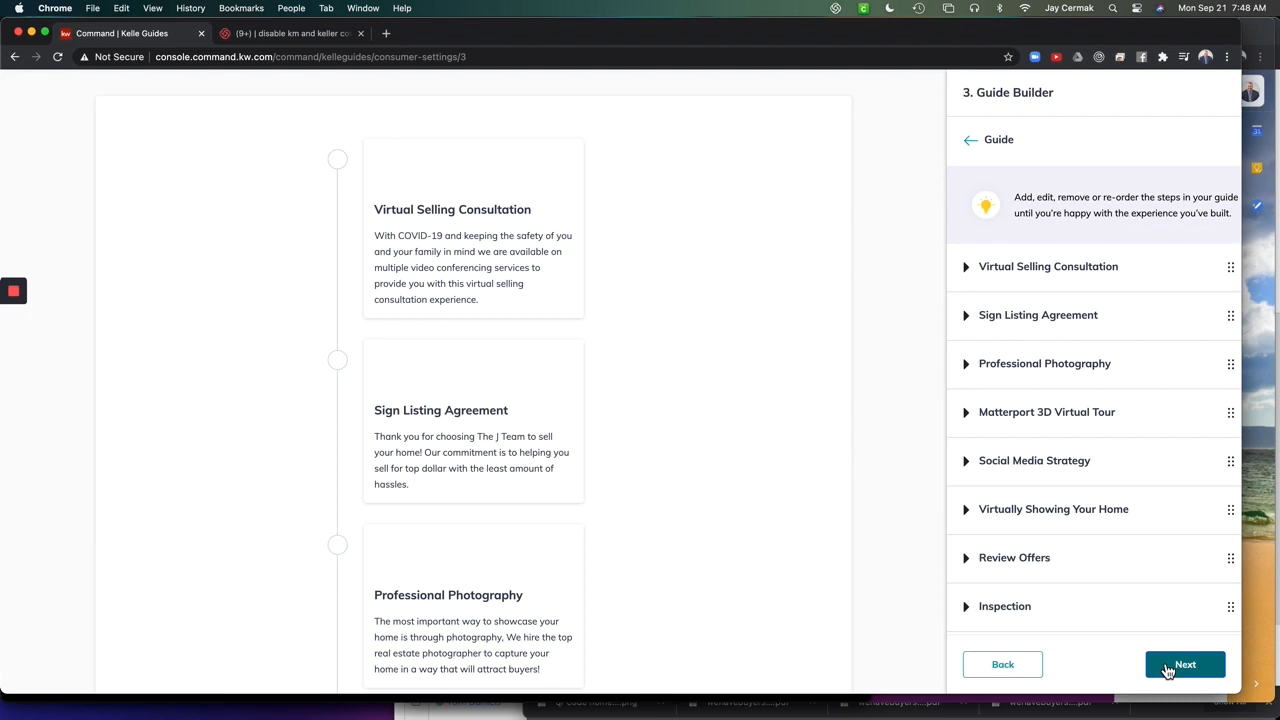 Chrome File Edit View History Bookmarks People Tab Window Help
Jay Cermak
Mon Sep 21 7:48 AM
kw Command | Kelle Guides
(9+) | disable km and keller co
Not Secure console.command.kw.com/command/kelleguides/consumer-settings/3
3. Guide Builder
Guide
Add, edit, remove or re-order the steps in your guide
until you're happy with the experience you've built.
Virtual Selling Consultation
Sign Listing Agreement
Professional Photography
Matterport 3D Virtual Tour
Social Media Strategy
Virtually Showing Your Home
Review Offers
Inspection
Back
Next
Virtual Selling Consultation
With COVID-19 and keeping the safety of you
and your family in mind we are available on
multiple video conferencing services to
provide you with this virtual selling
consultation experience.
Sign Listing Agreement
Thank you for choosing The J Team to sell
your home! Our commitment is to helping you
sell for top dollar with the least amount of
hassles.
Professional Photography
The most important way to showcase your
home is through photography, We hire the top
real estate photographer to capture your
home in a way that will attract buyers!
31